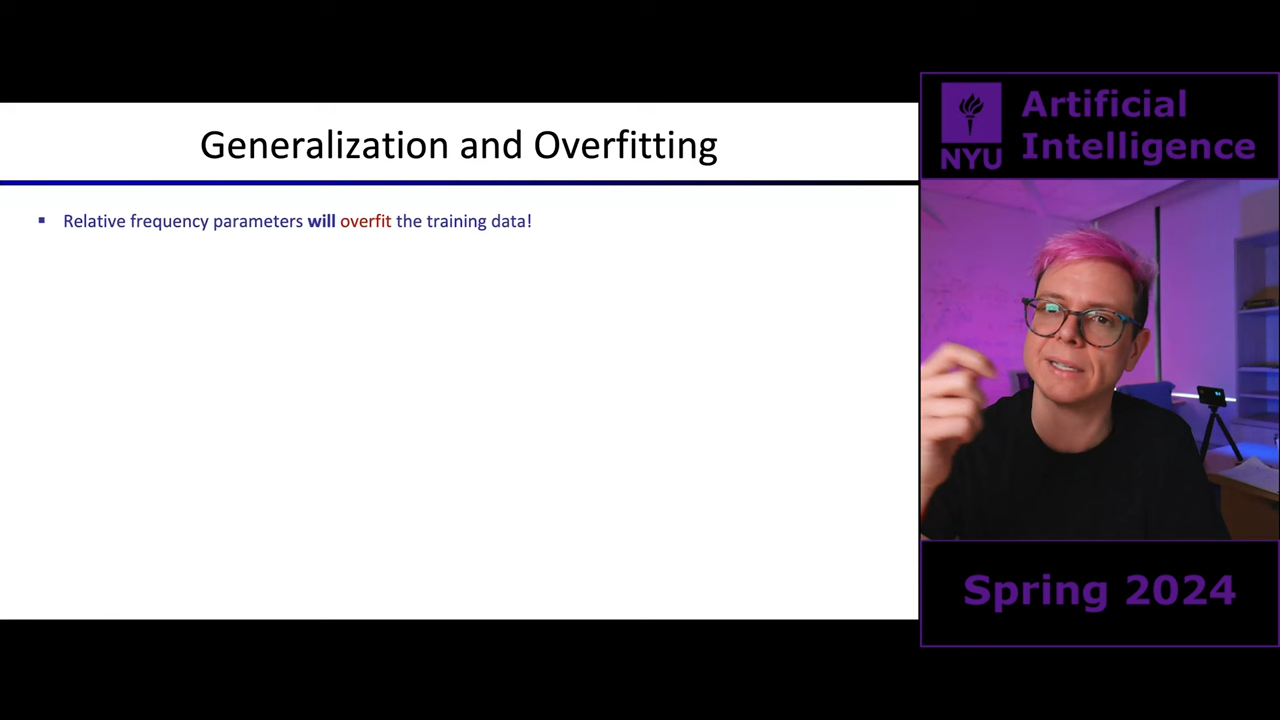 Generalization and Overfitting
▪ Relative frequency parameters will overfit the training data!
NYU
Artificial
Intelligence
Spring 2024